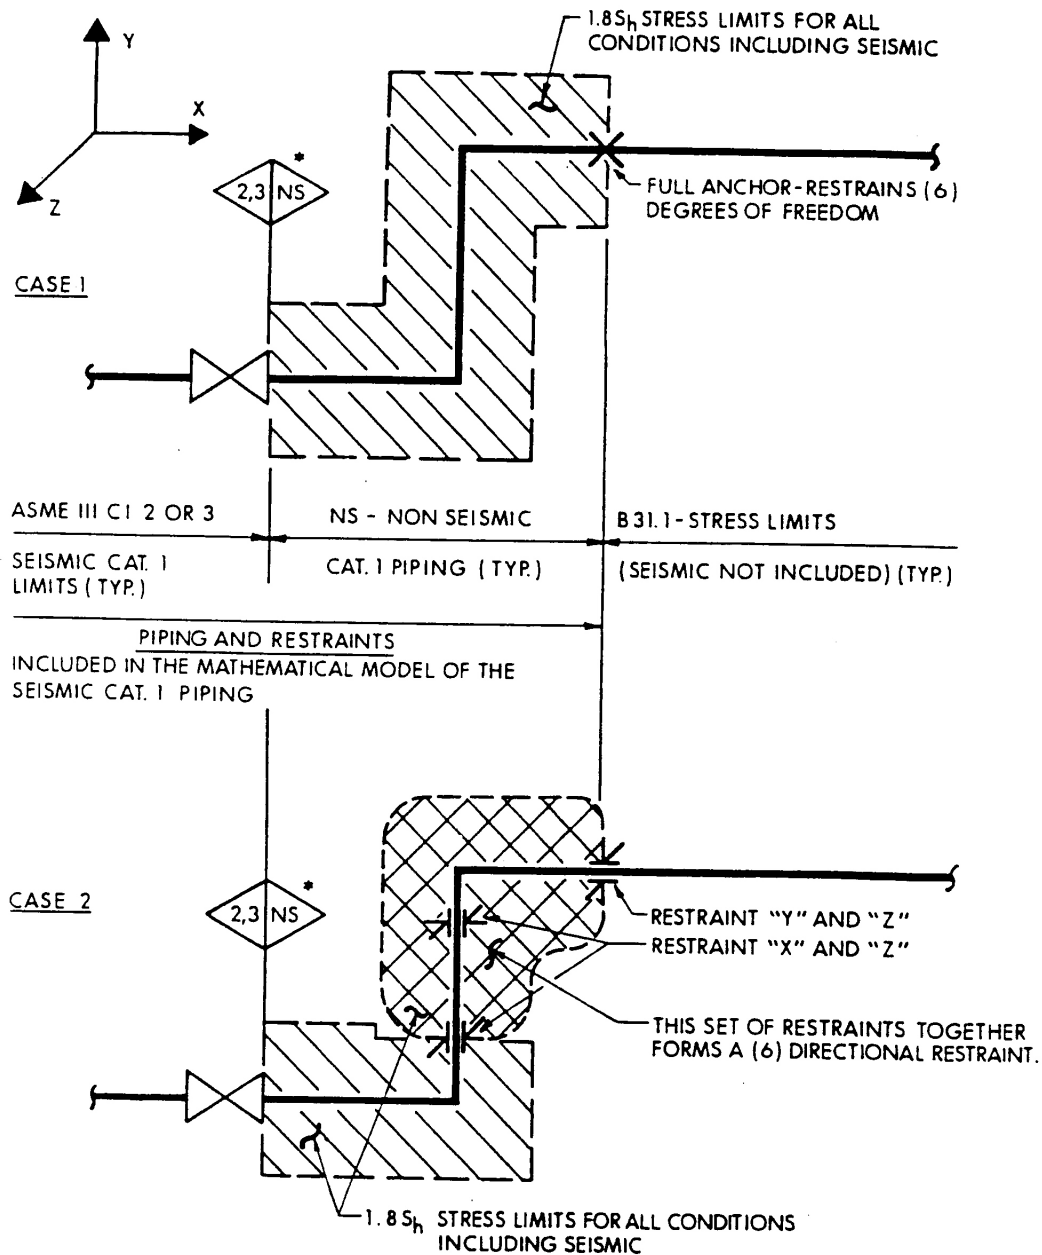 1.8Sh STRESS LIMITS FOR ALL
CONDITIONS INCLUDING SEISMIC
Y
X
Z
*
2,3 NS
FULL ANCHOR-RESTRAINS (6)
DEGREES OF FREEDOM
CASE 1
ASME III CI 2 OR 3
NS - NON SEISMIC
B31.1-STRESS LIMITS
SEISMIC CAT. 1
LIMITS (TYP.)
CAT. 1 PIPING (TYP.)
(SEISMIC NOT INCLUDED) (TYP.)
PIPING AND RESTRAINTS
INCLUDED IN THE MATHEMATICAL MODEL OF THE
SEISMIC CAT. 1 PIPING
CASE 2
*
2,3 NS
RESTRAINT "Y" AND "Z"
RESTRAINT "X" AND "Z"
THIS SET OF RESTRAINTS TOGETHER
FORMS A (6) DIRECTIONAL RESTRAINT.
1.8Sh STRESS LIMITS FOR ALL CONDITIONS
INCLUDING SEISMIC